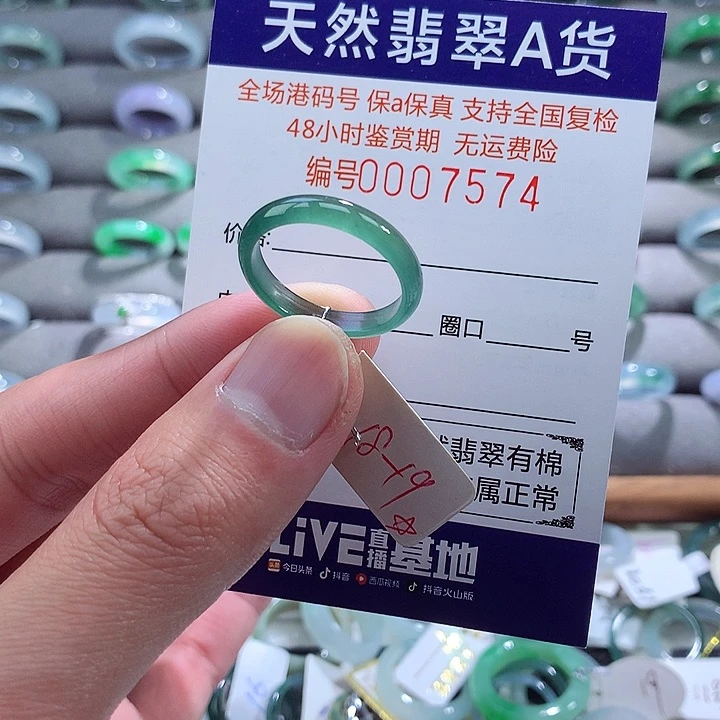 天然翡翠A货
全场港码号 保a保真 支持全国复检
48小时鉴赏期 无运费险
编号0007574
价格:
圈口 号
翡翠有棉
属正常
LIVE直播基地
头条 今日头条 抖音 西瓜视频 抖音火山版